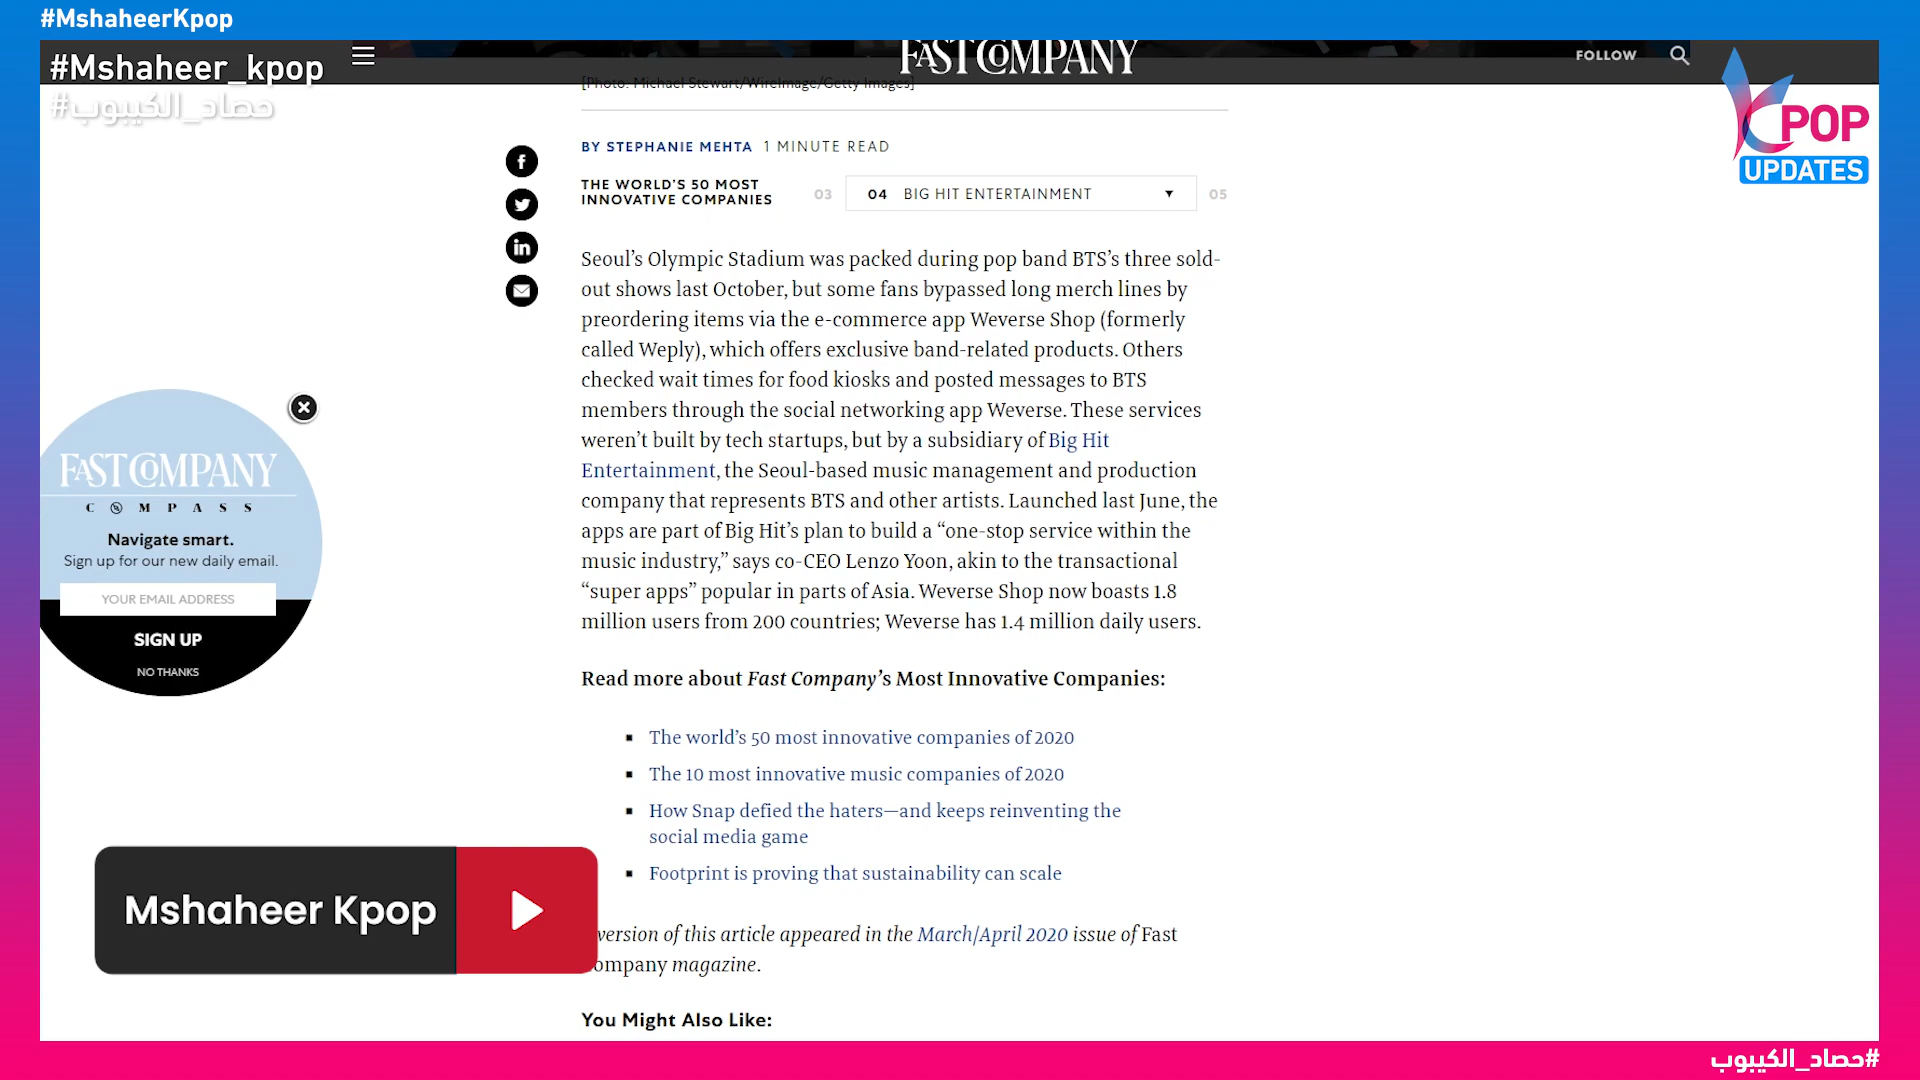 #MshaheerKpop
#Mshaheer_kpop
#حصاد_الكيبوب
FAST COMPANY
FOLLOW
KPOP
UPDATES
[Photo: Michael Stewart/WireImage/Getty Images]
BY STEPHANIE MEHTA 1 MINUTE READ
THE WORLD'S 50 MOST
INNOVATIVE COMPANIES
03
04 BIG HIT ENTERTAINMENT
05
Seoul’s Olympic Stadium was packed during pop band BTS’s three sold-
out shows last October, but some fans bypassed long merch lines by
preordering items via the e-commerce app Weverse Shop (formerly
called Weply), which offers exclusive band-related products. Others
checked wait times for food kiosks and posted messages to BTS
members through the social networking app Weverse. These services
weren’t built by tech startups, but by a subsidiary of Big Hit
Entertainment, the Seoul-based music management and production
company that represents BTS and other artists. Launched last June, the
apps are part of Big Hit’s plan to build a “one-stop service within the
music industry,” says co-CEO Lenzo Yoon, akin to the transactional
“super apps” popular in parts of Asia. Weverse Shop now boasts 1.8
million users from 200 countries; Weverse has 1.4 million daily users.
Read more about Fast Company’s Most Innovative Companies:
The world’s 50 most innovative companies of 2020
The 10 most innovative music companies of 2020
How Snap defied the haters—and keeps reinventing the
social media game
Footprint is proving that sustainability can scale
version of this article appeared in the March/April 2020 issue of Fast
ompany magazine.
You Might Also Like:
FAST COMPANY
COMPASS
Navigate smart.
Sign up for our new daily email.
YOUR EMAIL ADDRESS
SIGN UP
NO THANKS
Mshaheer Kpop
#حصاد_الكيبوب